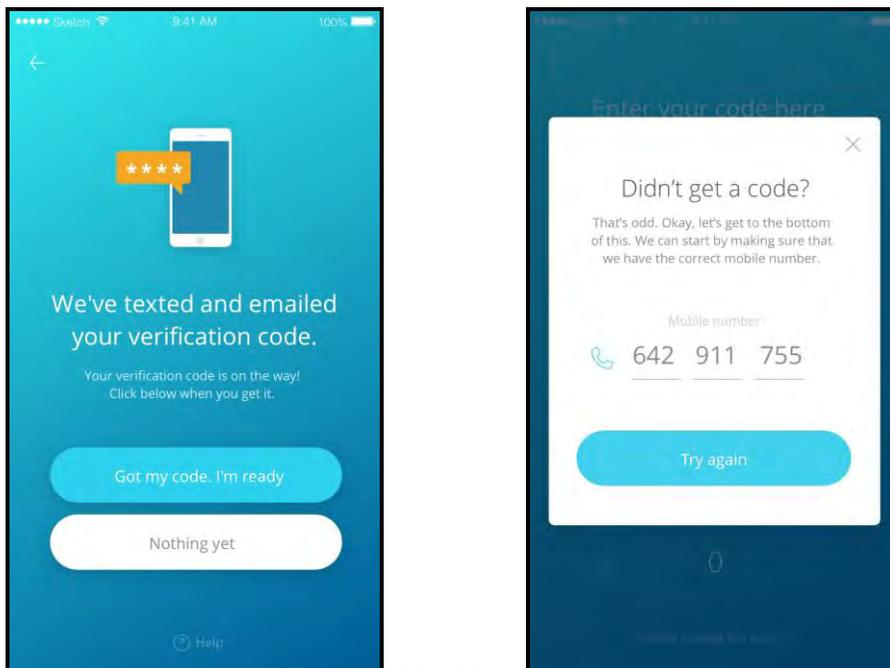 Sketch 9:41 AM 100%
* * * *
We've texted and emailed
your verification code.
Your verification code is on the way!
Click below when you get it.
Got my code. I'm ready
Nothing yet
? Help
Enter your code here
Didn't get a code?
That's odd. Okay, let's get to the bottom
of this. We can start by making sure that
we have the correct mobile number.
Mobile number
642 911 755
Try again
0